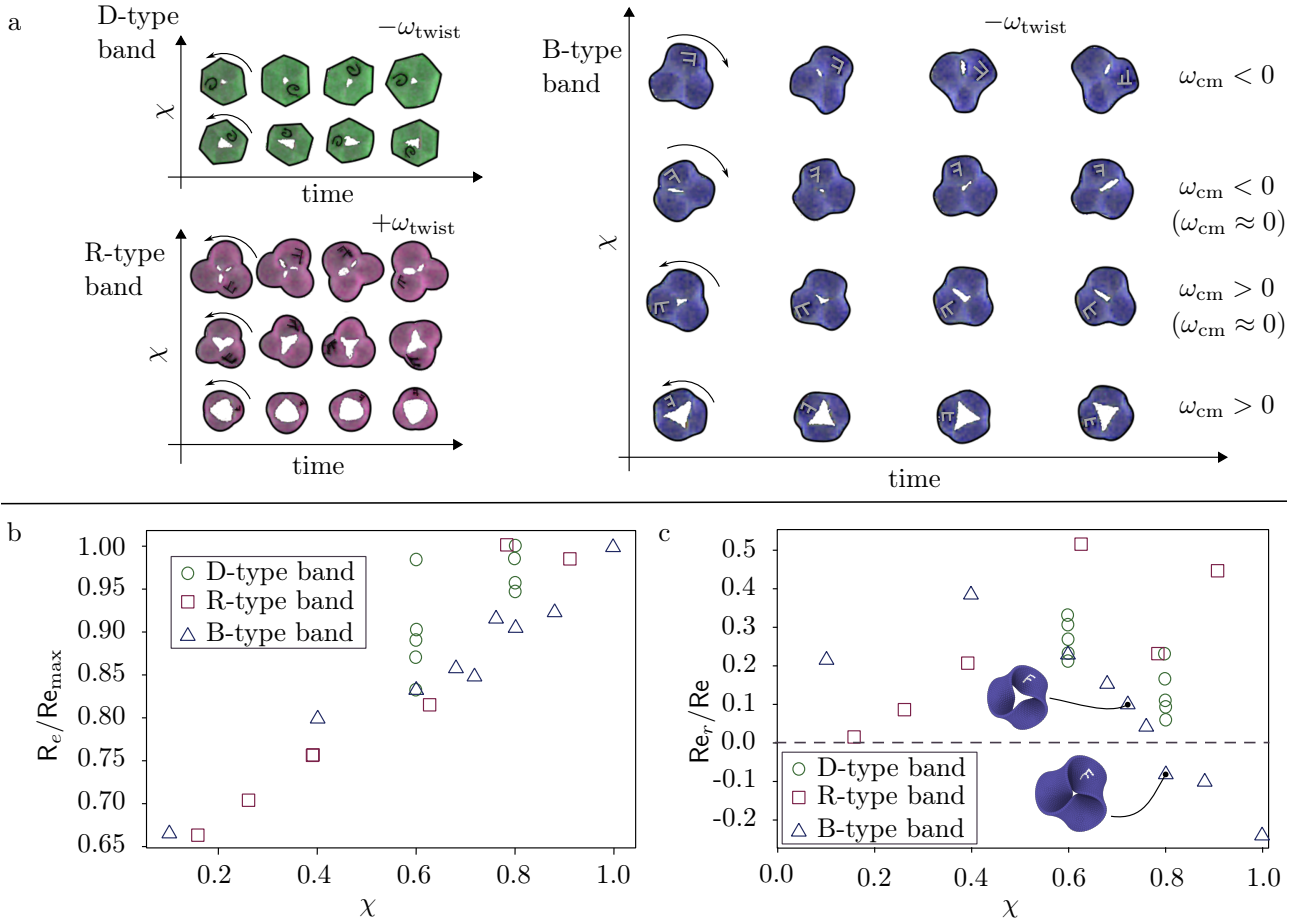 a
D-type
band
−ω_twist
χ
time
R-type
band
+ω_twist
χ
time
B-type
band
−ω_twist
ω_cm < 0
ω_cm < 0
(ω_cm ≈ 0)
ω_cm > 0
(ω_cm ≈ 0)
ω_cm > 0
χ
time
b
R_e/Re_max
1.00
0.95
0.90
0.85
0.80
0.75
0.70
0.65
D-type band
R-type band
B-type band
0.2 0.4 0.6 0.8 1.0
χ
c
Re_r/Re
0.5
0.4
0.3
0.2
0.1
0.0
-0.1
-0.2
F
F
D-type band
R-type band
B-type band
0.0 0.2 0.4 0.6 0.8 1.0
χ